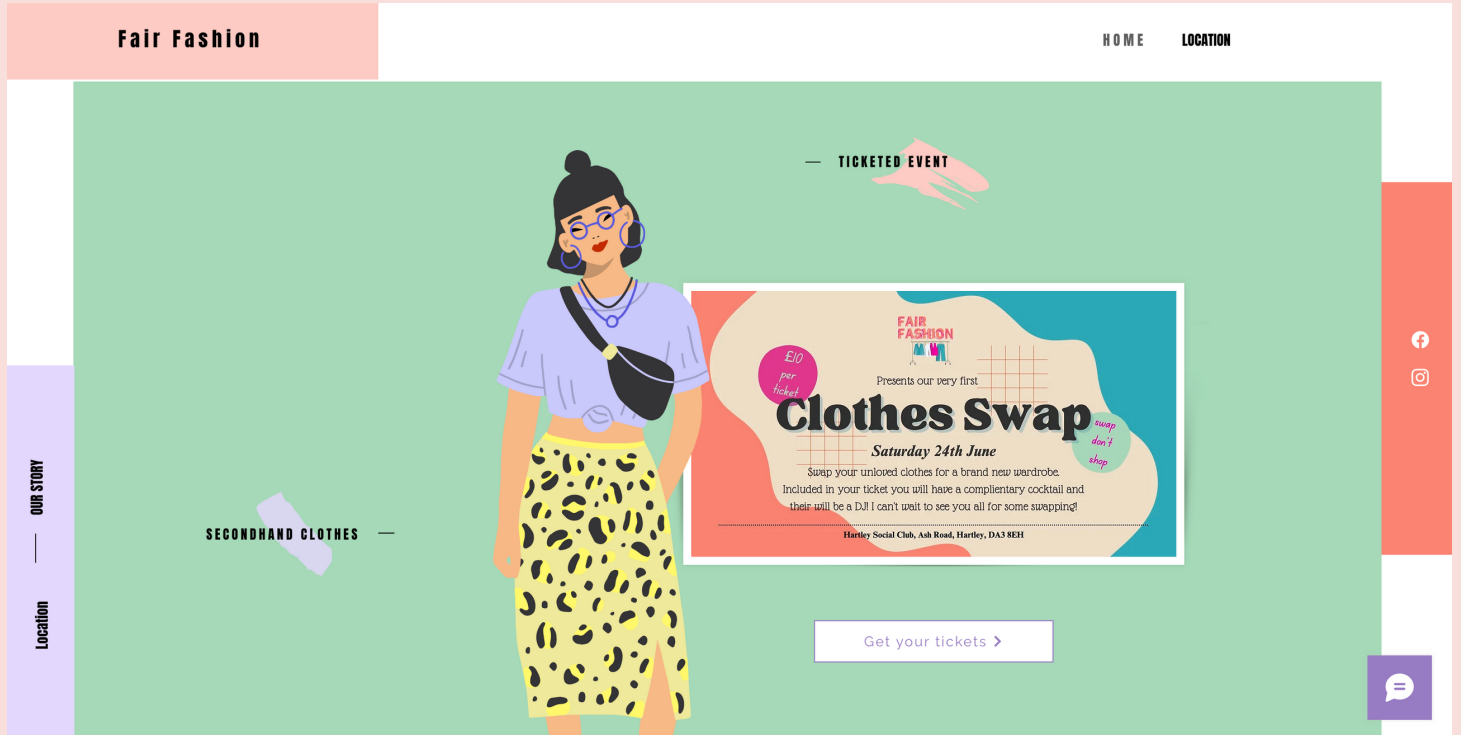 Fair Fashion
HOME
LOCATION
TICKETED EVENT
FAIR
FASHION
£10
per
ticket
Presents our very first
Clothes Swap
swap
don't
shop
Saturday 24th June
Swap your unloved clothes for a brand new wardrobe.
Included in your ticket you will have a complientary cocktail and
their will be a DJ! I can't wait to see you all for some swapping!
Hartley Social Club, Ash Road, Hartley, DA3 8EH
OUR STORY
Location
SECONDHAND CLOTHES
Get your tickets